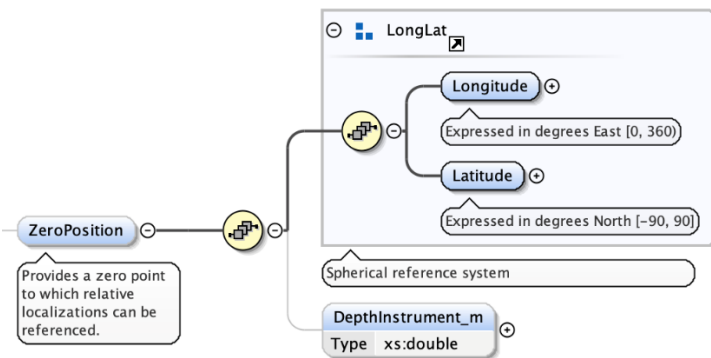 LongLat
Longitude
Expressed in degrees East [0, 360)
Latitude
Expressed in degrees North [-90, 90]
ZeroPosition
Provides a zero point
to which relative
localizations can be
referenced.
Spherical reference system
DepthInstrument_m
Type xs:double